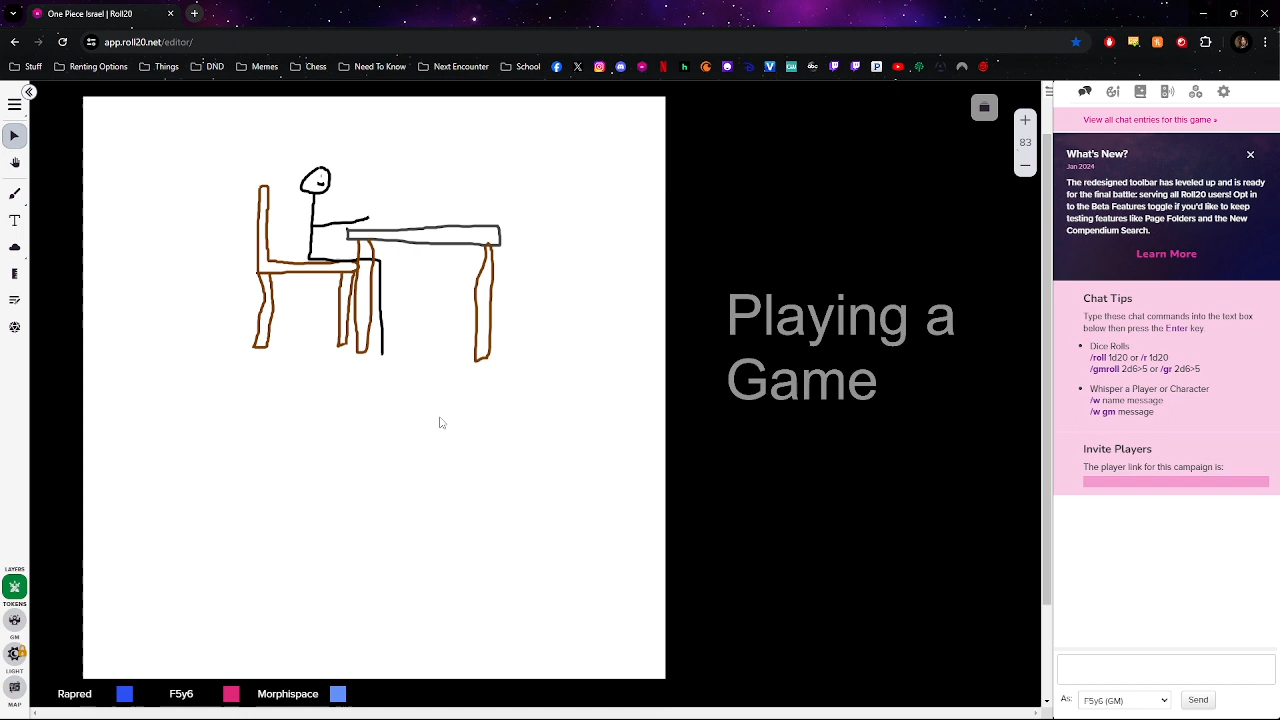 One Piece Israel | Roll20
app.roll20.net/editor/
Stuff
Renting Options
Things
DND
Memes
Chess
Need To Know
Next Encounter
School
View all chat entries for this game »
83
What's New?
Jan 2024
The redesigned toolbar has leveled up and is
ready for the final battle: serving all Roll20 users! Opt in
to the Beta Features toggle if you'd like to keep
testing features like Page Folders and the New
Compendium Search.
Learn More
Playing a
Game
Chat Tips
Type these chat commands into the text box
below then press the Enter key.
Dice Rolls
/roll 1d20 or /r 1d20
/gmroll 2d6>5 or /gr 2d6>5
Whisper a Player or Character
/w name message
/w gm message
Invite Players
The player link for this campaign is:
LAYERS
TOKENS
GM
LIGHT
MAP
Rapred
F5y6
Morphispace
As:
F5y6 (GM)
Send